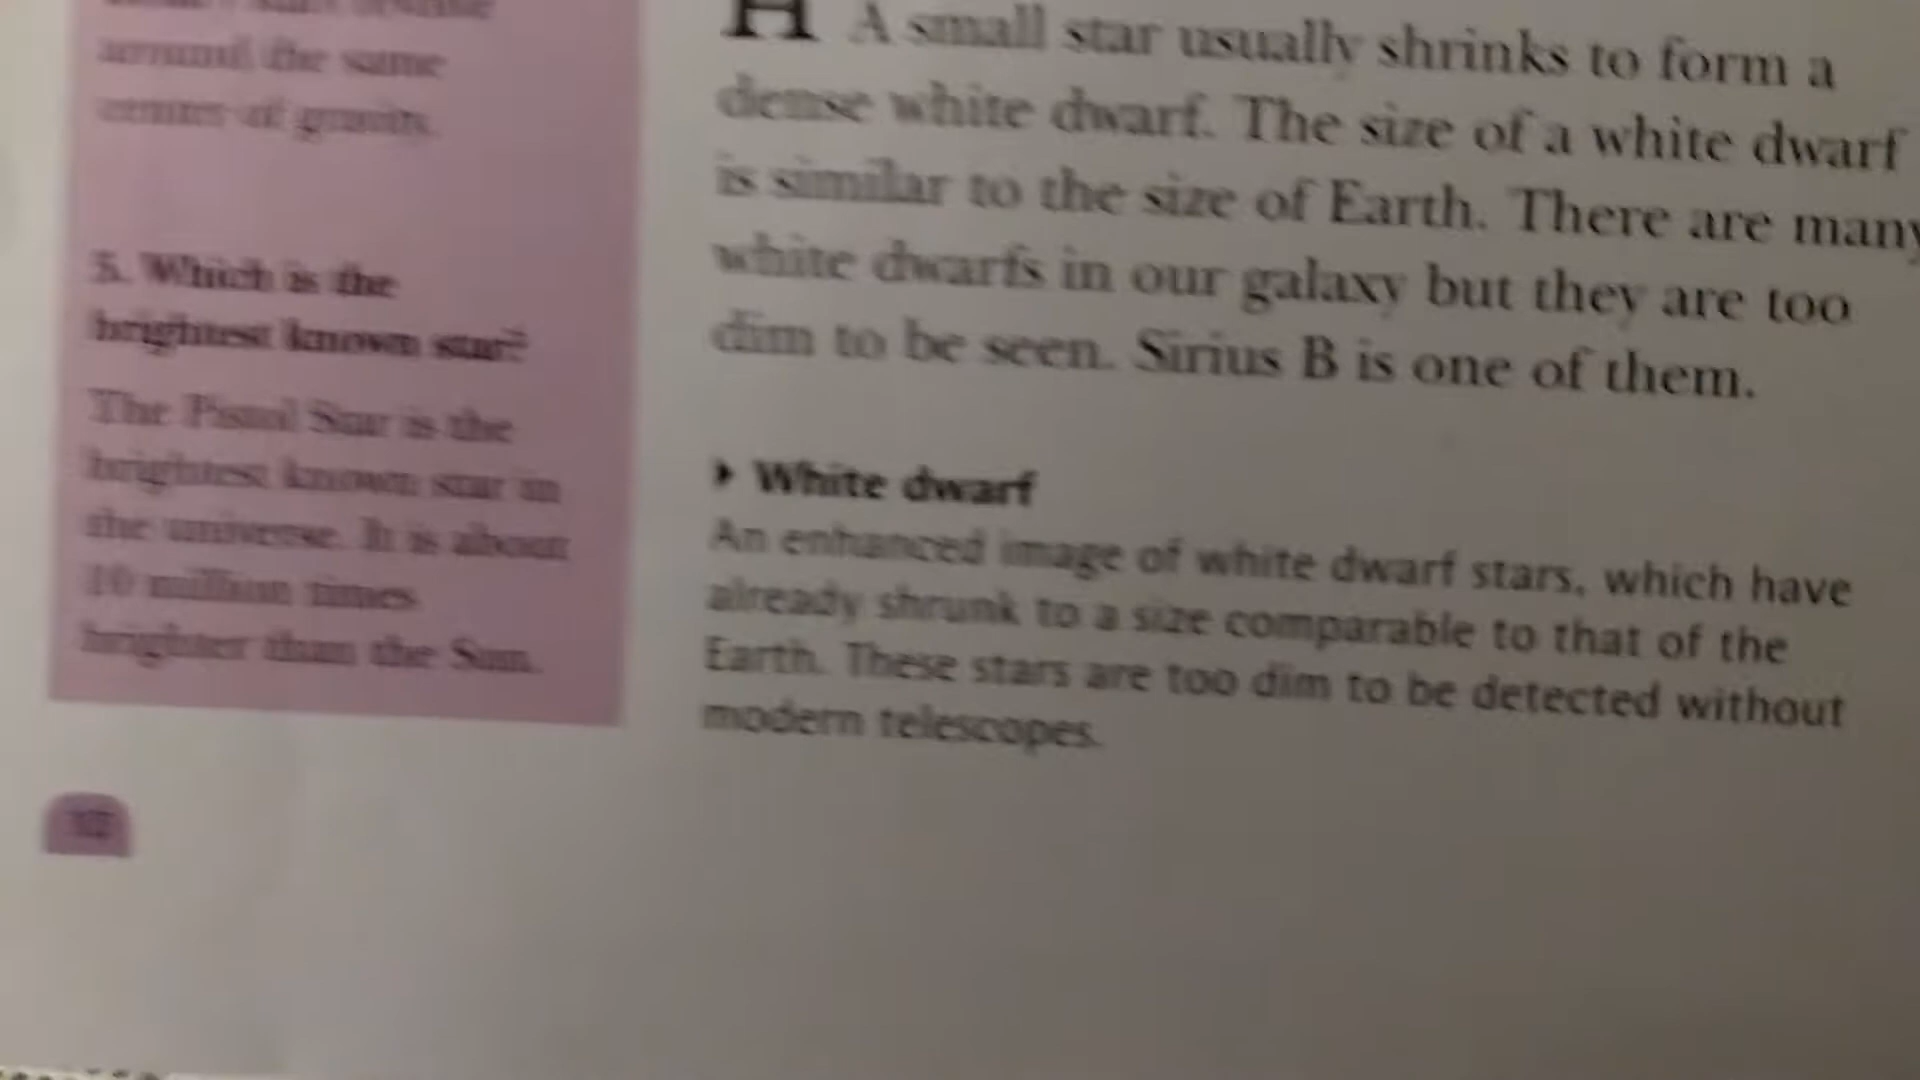 around the same
center of gravity.
5. Which is the
brightest known star?
The Pistol Star is the
brightest known star in
the universe. It is about
10 million times
brighter than the Sun.
A small star usually shrinks to form a
dense white dwarf. The size of a white dwarf
is similar to the size of Earth. There are many
white dwarfs in our galaxy but they are too
dim to be seen. Sirius B is one of them.
White dwarf
An enhanced image of white dwarf stars, which have
already shrunk to a size comparable to that of the
Earth. These stars are too dim to be detected without
modern telescopes.